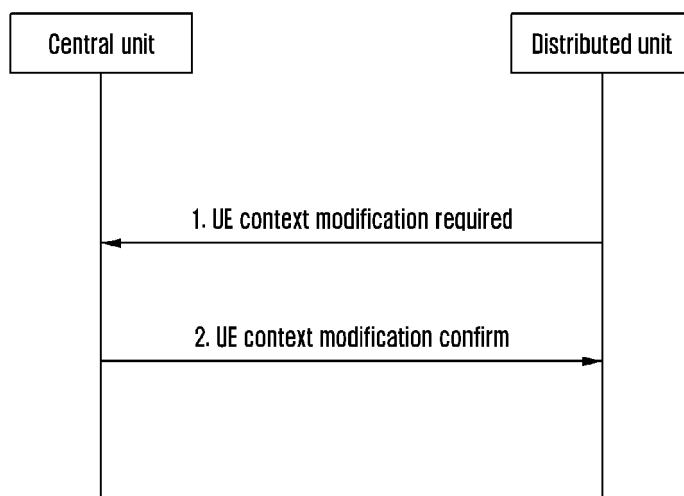 Central unit
Distributed unit
1. UE context modification required
2. UE context modification confirm